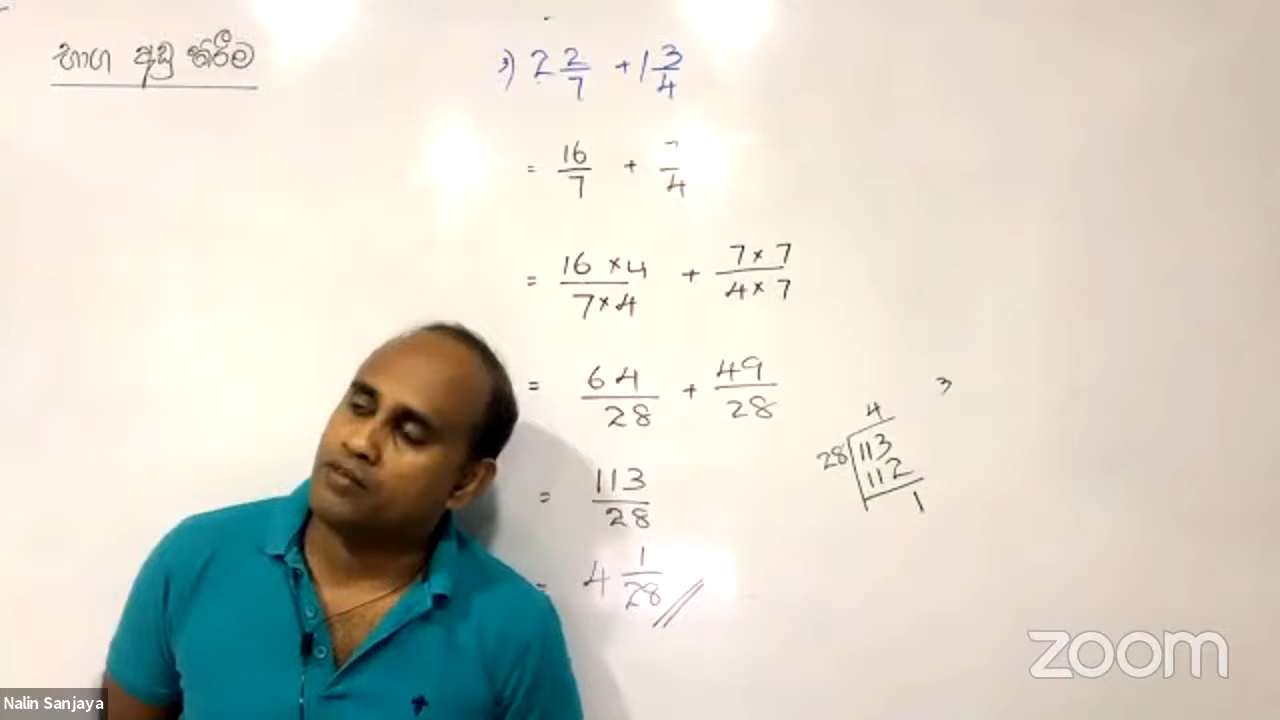 භාග අඩු කිරීම
3) 2 2/7 + 1 3/4
= 16/7 + 7/4
= 16 × 4 / 7 × 4 + 7 × 7 / 4 × 7
= 64/28 + 49/28
= 113/28
= 4 1/28 //
4
28 113
112
1
3
zoom
Nalin Sanjaya